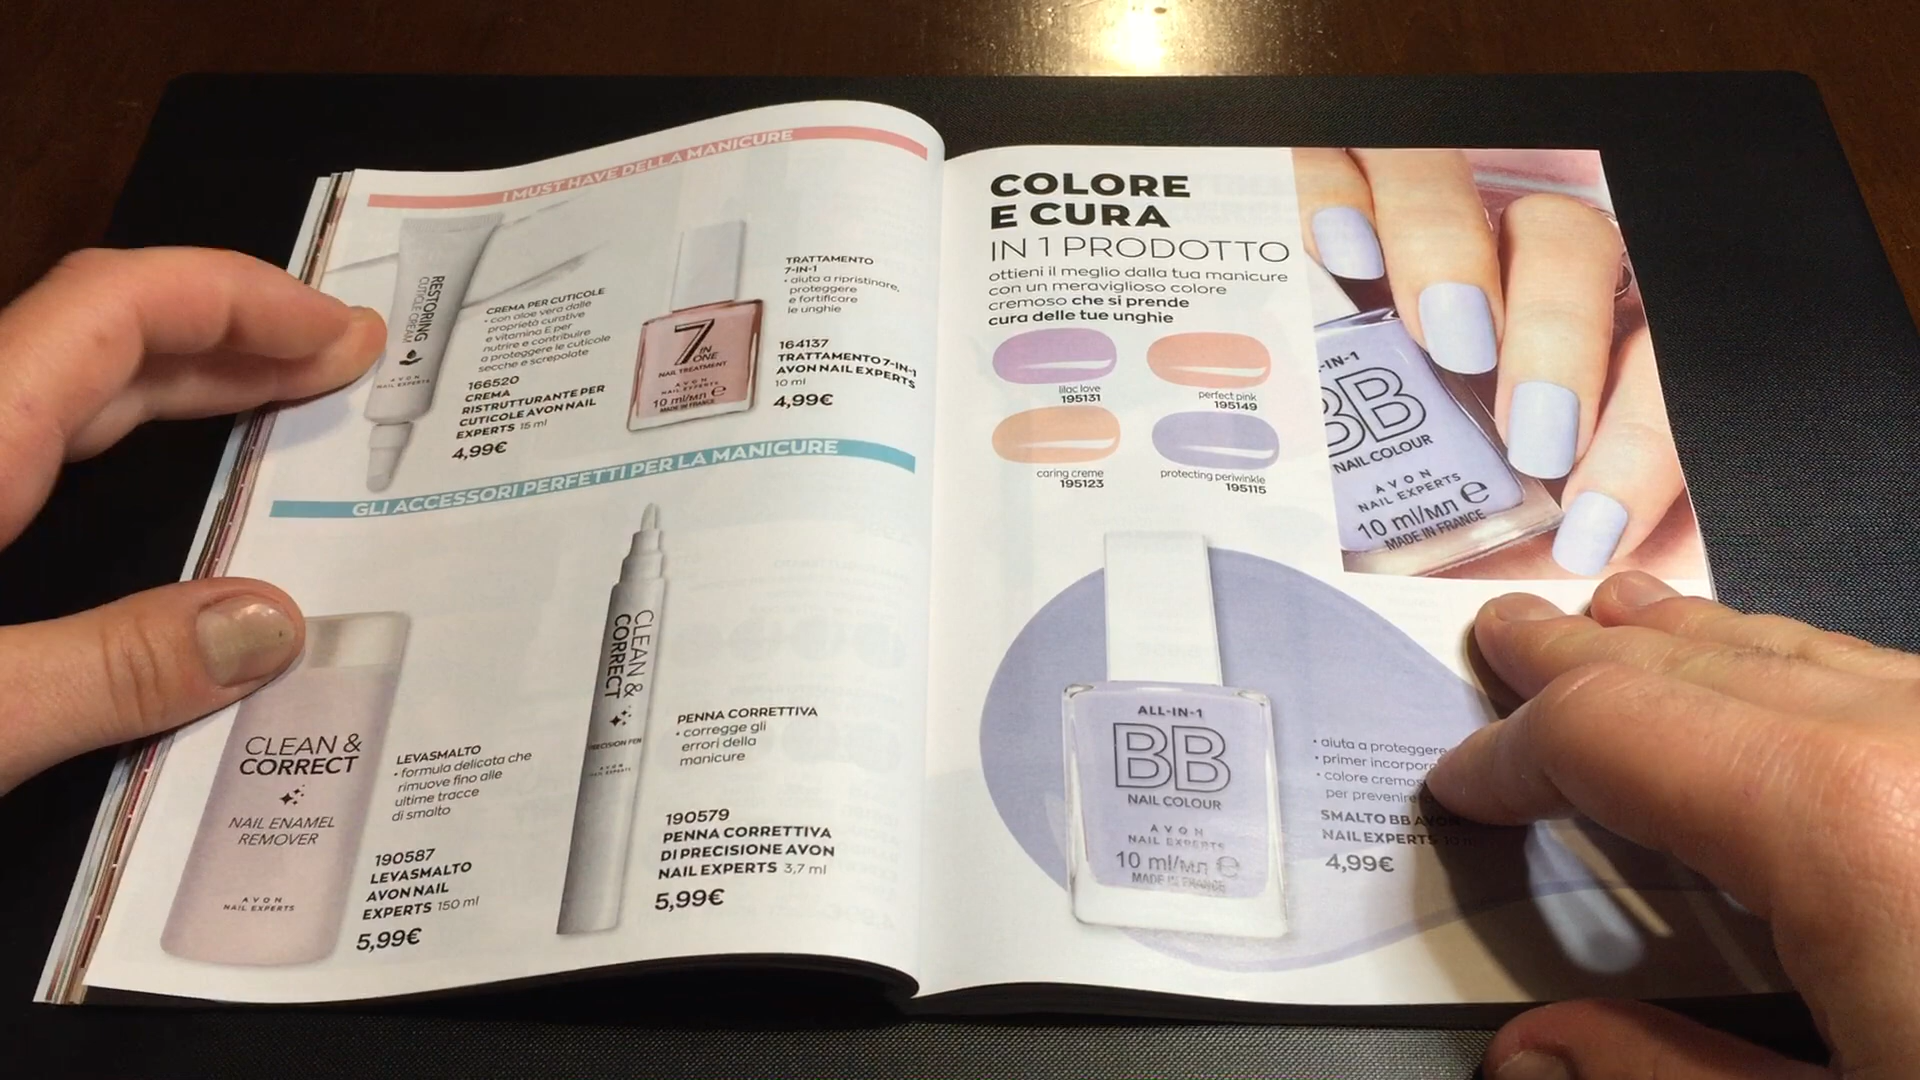 I MUST HAVE DELLA MANICURE
RESTORING
CUTICLE CREAM
AVON
NAIL EXPERTS
CREMA PER CUTICOLE
• con aloe vera dalle
proprietà curative
e vitamina E per
nutrire e contribuire
a proteggere le cuticole
secche e screpolate
166520
CREMA
RISTRUTTURANTE PER
CUTICOLE AVON NAIL
EXPERTS 15 ml
4,99€
7
IN
ONE
NAIL TREATMENT
AVON
NAIL EXPERTS
10 ml/мл e
MADE IN FRANCE
TRATTAMENTO
7-IN-1
• aiuta a ripristinare,
proteggere
e fortificare
le unghie
164137
TRATTAMENTO 7-IN-1
AVON NAIL EXPERTS
10 ml
4,99€
GLI ACCESSORI PERFETTI PER LA MANICURE
CLEAN &
CORRECT
NAIL ENAMEL
REMOVER
AVON
NAIL EXPERTS
LEVASMALTO
• formula delicata che
rimuove fino alle
ultime tracce
di smalto
190587
LEVASMALTO
AVON NAIL
EXPERTS 150 ml
5,99€
CLEAN &
CORRECT
PRECISION PEN
AVON
NAIL EXPERTS
PENNA CORRETTIVA
• corregge gli
errori della
manicure
190579
PENNA CORRETTIVA
DI PRECISIONE AVON
NAIL EXPERTS 3,7 ml
5,99€
COLORE
E CURA
IN 1 PRODOTTO
ottieni il meglio dalla tua manicure
con un meraviglioso colore
cremoso che si prende
cura delle tue unghie
lilac love
195131
perfect pink
195149
caring creme
195123
protecting periwinkle
195115
-IN-1
BB
NAIL COLOUR
AVON
NAIL EXPERTS
10 ml/мл e
MADE IN FRANCE
ALL-IN-1
BB
NAIL COLOUR
AVON
NAIL EXPERTS
10 ml/мл e
MADE IN FRANCE
• aiuta a proteggere
• primer incorpor
• colore cremos
per prevenire
SMALTO BB AVON
NAIL EXPERTS 10
4,99€